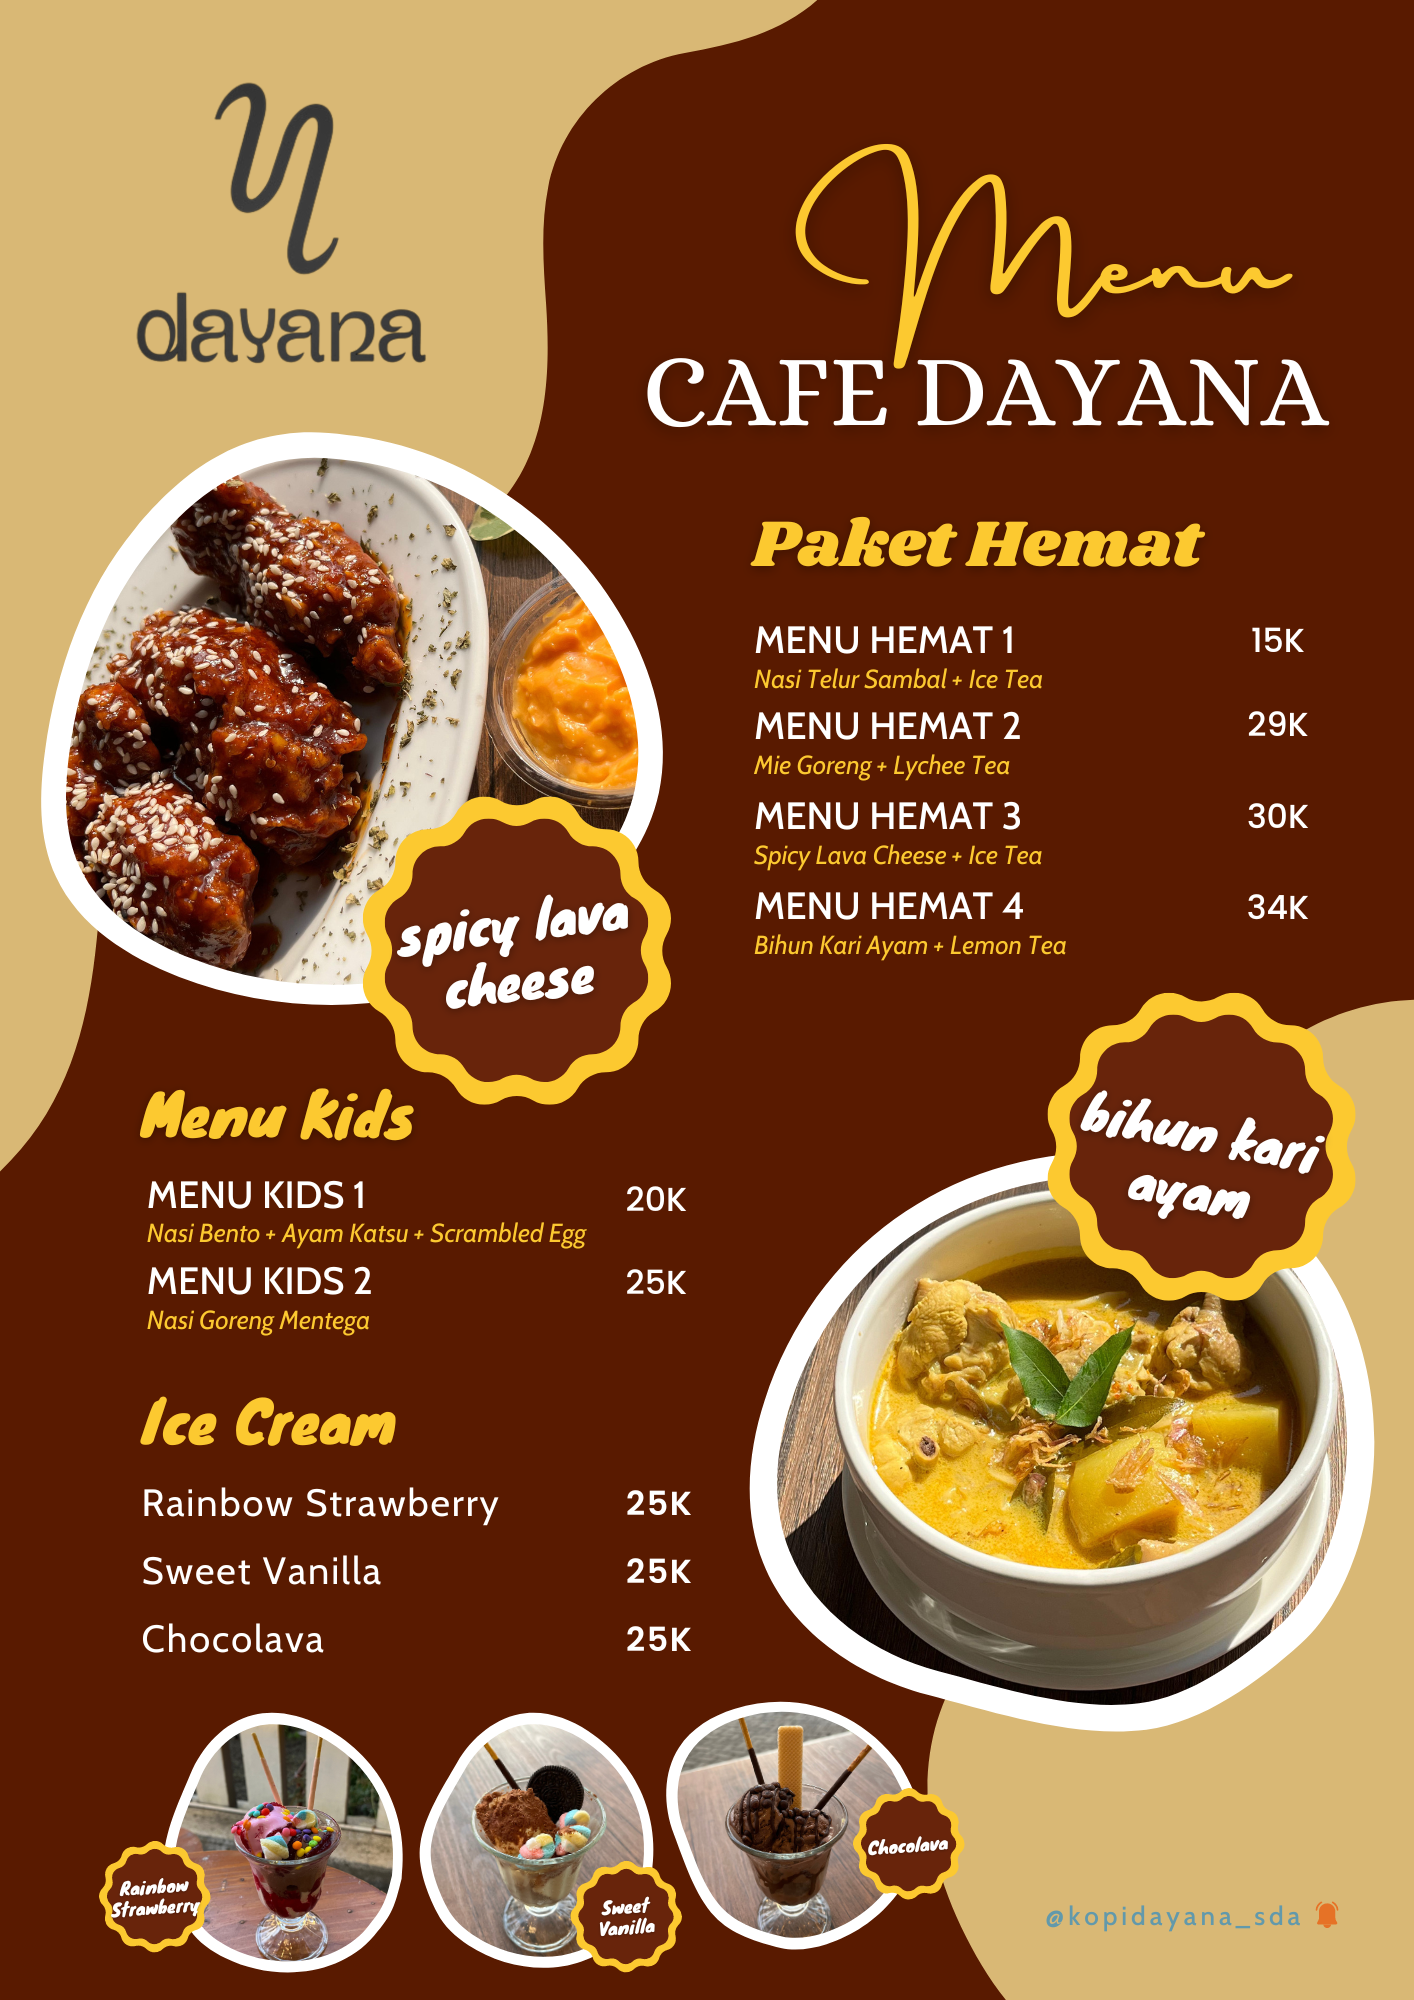 dayana
Menu
CAFE DAYANA
Paket Hemat
MENU HEMAT 1 15K
Nasi Telur Sambal + Ice Tea
MENU HEMAT 2 29K
Mie Goreng + Lychee Tea
MENU HEMAT 3 30K
Spicy Lava Cheese + Ice Tea
MENU HEMAT 4 34K
Bihun Kari Ayam + Lemon Tea
spicy lava
cheese
bihun kari
ayam
Menu Kids
MENU KIDS 1 20K
Nasi Bento + Ayam Katsu + Scrambled Egg
MENU KIDS 2 25K
Nasi Goreng Mentega
Ice Cream
Rainbow Strawberry 25K
Sweet Vanilla 25K
Chocolava 25K
Rainbow
Strawberry
Sweet
Vanilla
Chocolava
@kopidayana_sda